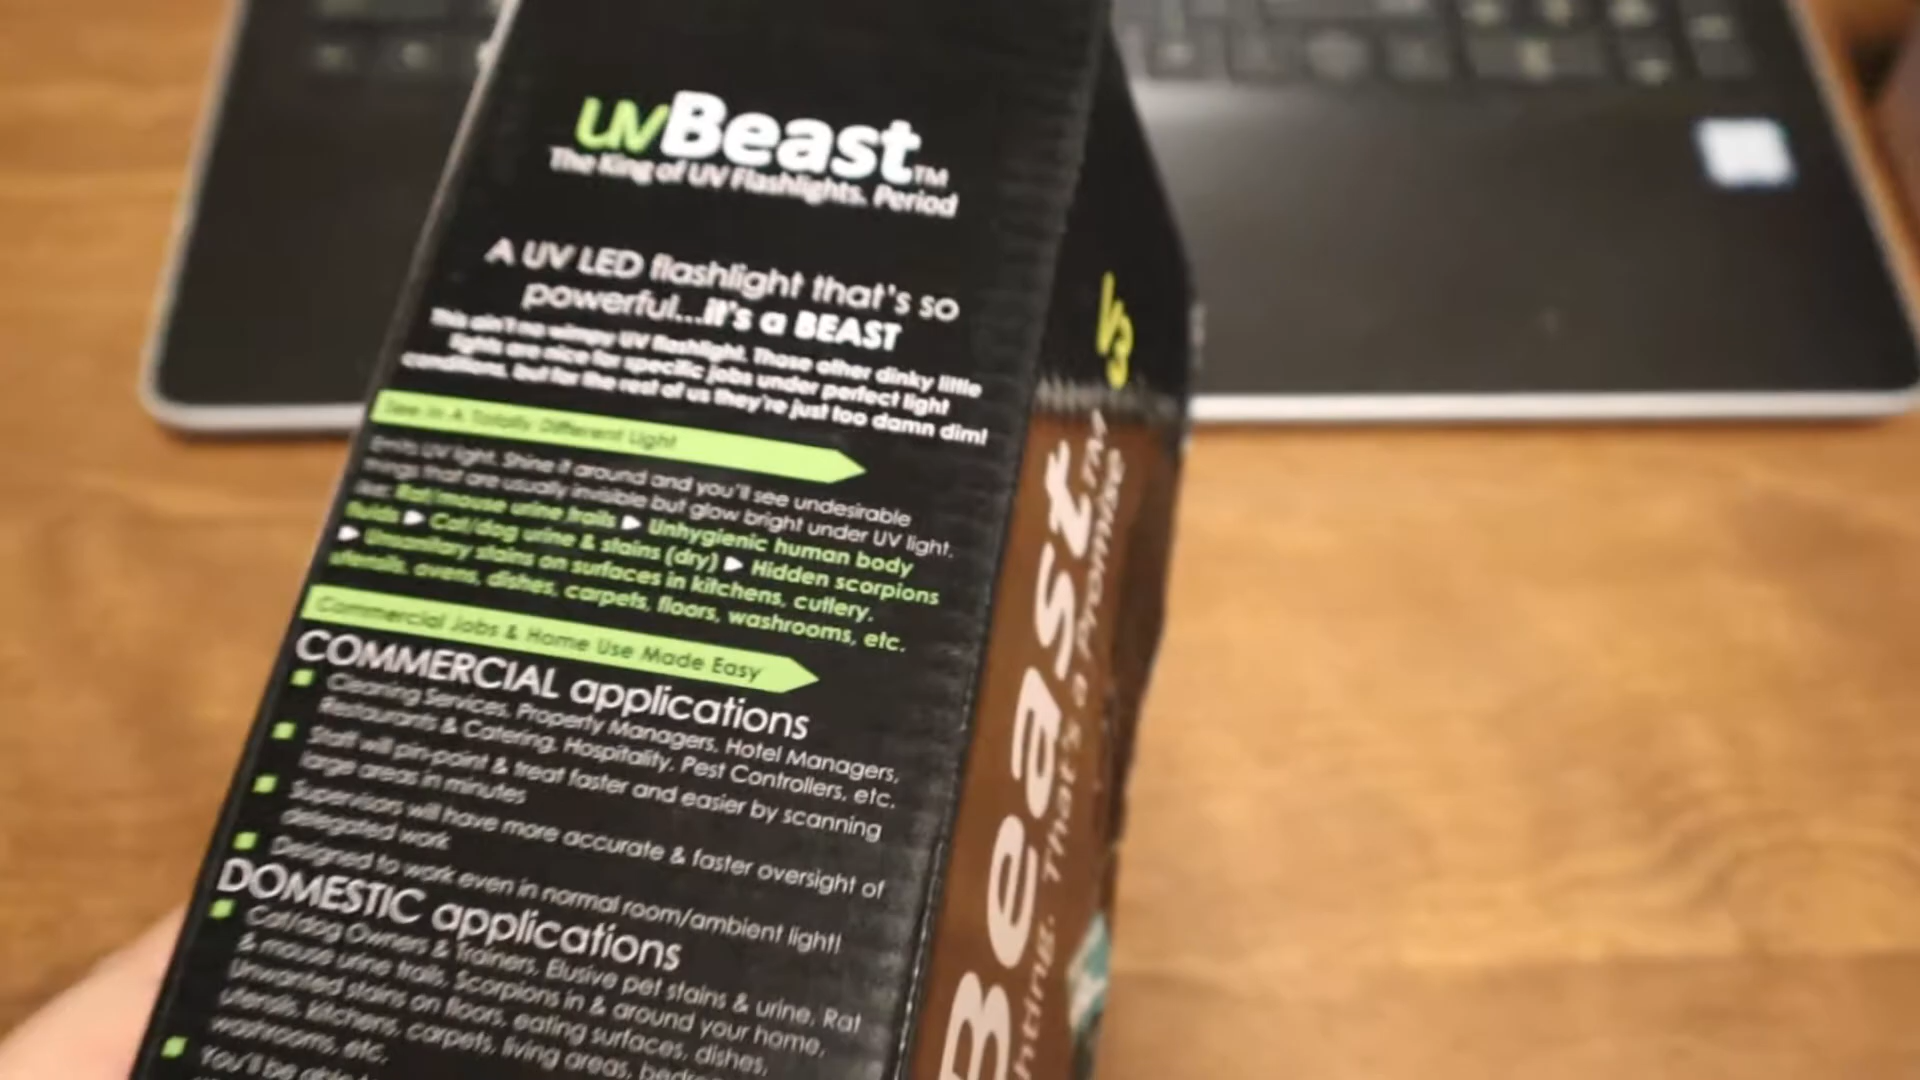 uvBeast™
The King of UV Flashlights. Period
A UV LED flashlight that's so
powerful...it's a BEAST
This ain't no wimpy UV flashlight. Those other dinky little
lights are nice for specific jobs under perfect light
conditions, but for the rest of us they're just too damn dim!
See In A Totally Different Light
Emits UV light. Shine it around and you'll see undesirable
things that are usually invisible but glow bright under UV light.
like: Rat/mouse urine trails ▶ Unhygienic human body
fluids ▶ Cat/dog urine & stains (dry) ▶ Hidden scorpions
▶ Unsanitary stains on surfaces in kitchens, cutlery.
utensils, ovens, dishes, carpets, floors, washrooms, etc.
Commercial Jobs & Home Use Made Easy
COMMERCIAL applications
Cleaning Services, Property Managers, Hotel Managers,
Restaurants & Catering, Hospitality, Pest Controllers, etc.
Staff will pin-point & treat faster and easier by scanning
large areas in minutes
Supervisors will have more accurate & faster oversight of
delegated work
Designed to work even in normal room/ambient light!
DOMESTIC applications
Cat/dog Owners & Trainers, Elusive pet stains & urine, Rat
& mouse urine trails, Scorpions in & around your home,
Unwanted stains on floors, eating surfaces, dishes,
utensils, kitchens, carpets, living areas,
washrooms, etc.
You'll be
V3
Beast™
That's a Promise